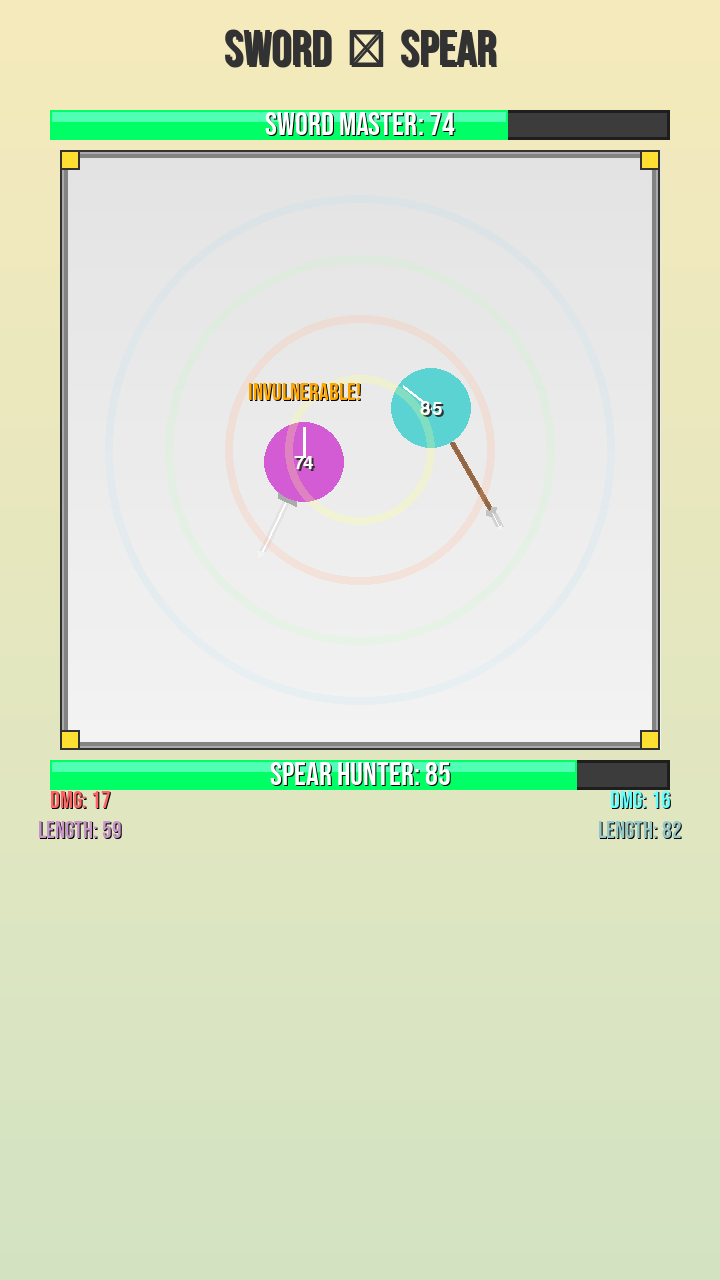 SWORD ☒ SPEAR
SWORD MASTER: 74
INVULNERABLE!
85
74
SPEAR HUNTER: 85
DMG: 17
DMG: 16
LENGTH: 59
LENGTH: 82